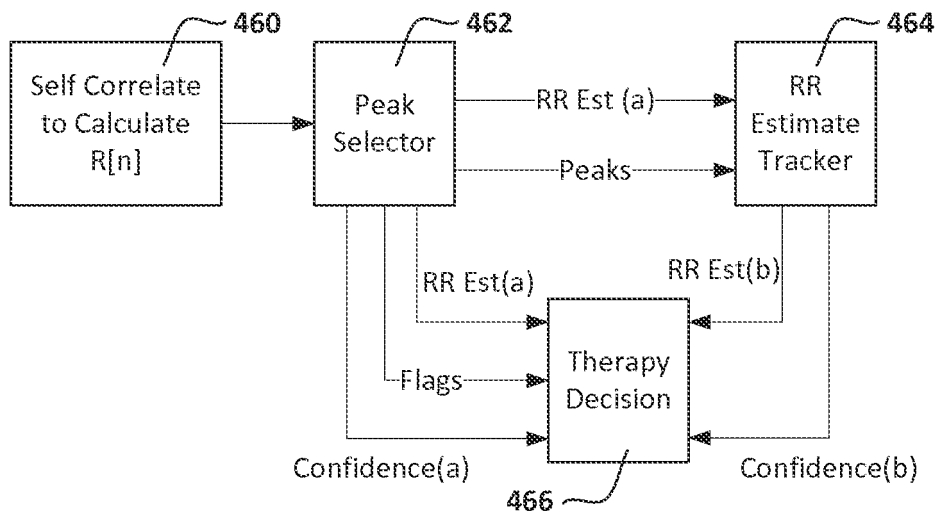 460
462
464
Self Correlate
to Calculate
R[n]
Peak
Selector
RR Est (a)
Peaks
RR
Estimate
Tracker
RR Est(a)
RR Est(b)
Flags
Therapy
Decision
Confidence(a)
Confidence(b)
466